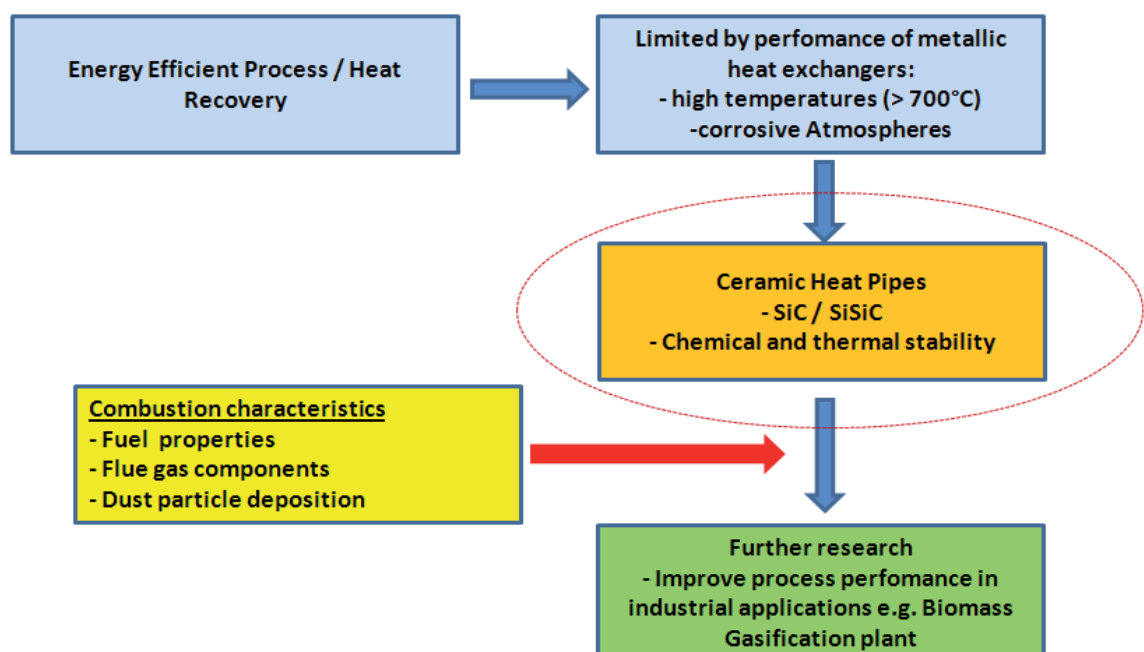 Energy Efficient Process / Heat
Recovery
Limited by perfomance of metallic
heat exchangers:
- high temperatures (> 700°C)
-corrosive Atmospheres
Ceramic Heat Pipes
- SiC / SiSiC
- Chemical and thermal stability
Combustion characteristics
- Fuel properties
- Flue gas components
- Dust particle deposition
Further research
- Improve process perfomance in
industrial applications e.g. Biomass
Gasification plant